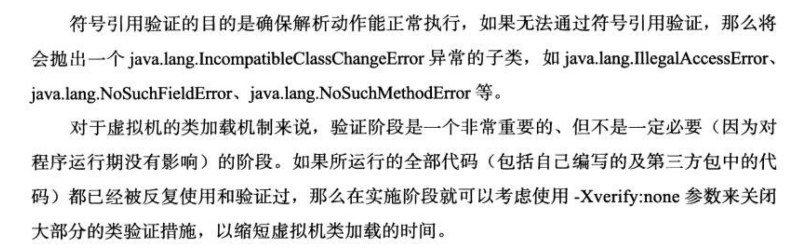 符号引用验证的目的是确保解析动作能正常执行，如果无法通过符号引用验证，那么将
会抛出一个 java.lang.IncompatibleClassChangeError 异常的子类，如 java.lang.IllegalAccessError、
java.lang.NoSuchFieldError、java.lang.NoSuchMethodError 等。
对于虚拟机的类加载机制来说，验证阶段是一个非常重要的、但不是一定必要（因为对
程序运行期没有影响）的阶段。如果所运行的全部代码（包括自己编写的及第三方包中的代
码）都已经被反复使用和验证过，那么在实施阶段就可以考虑使用 -Xverify:none 参数来关闭
大部分的类验证措施，以缩短虚拟机类加载的时间。